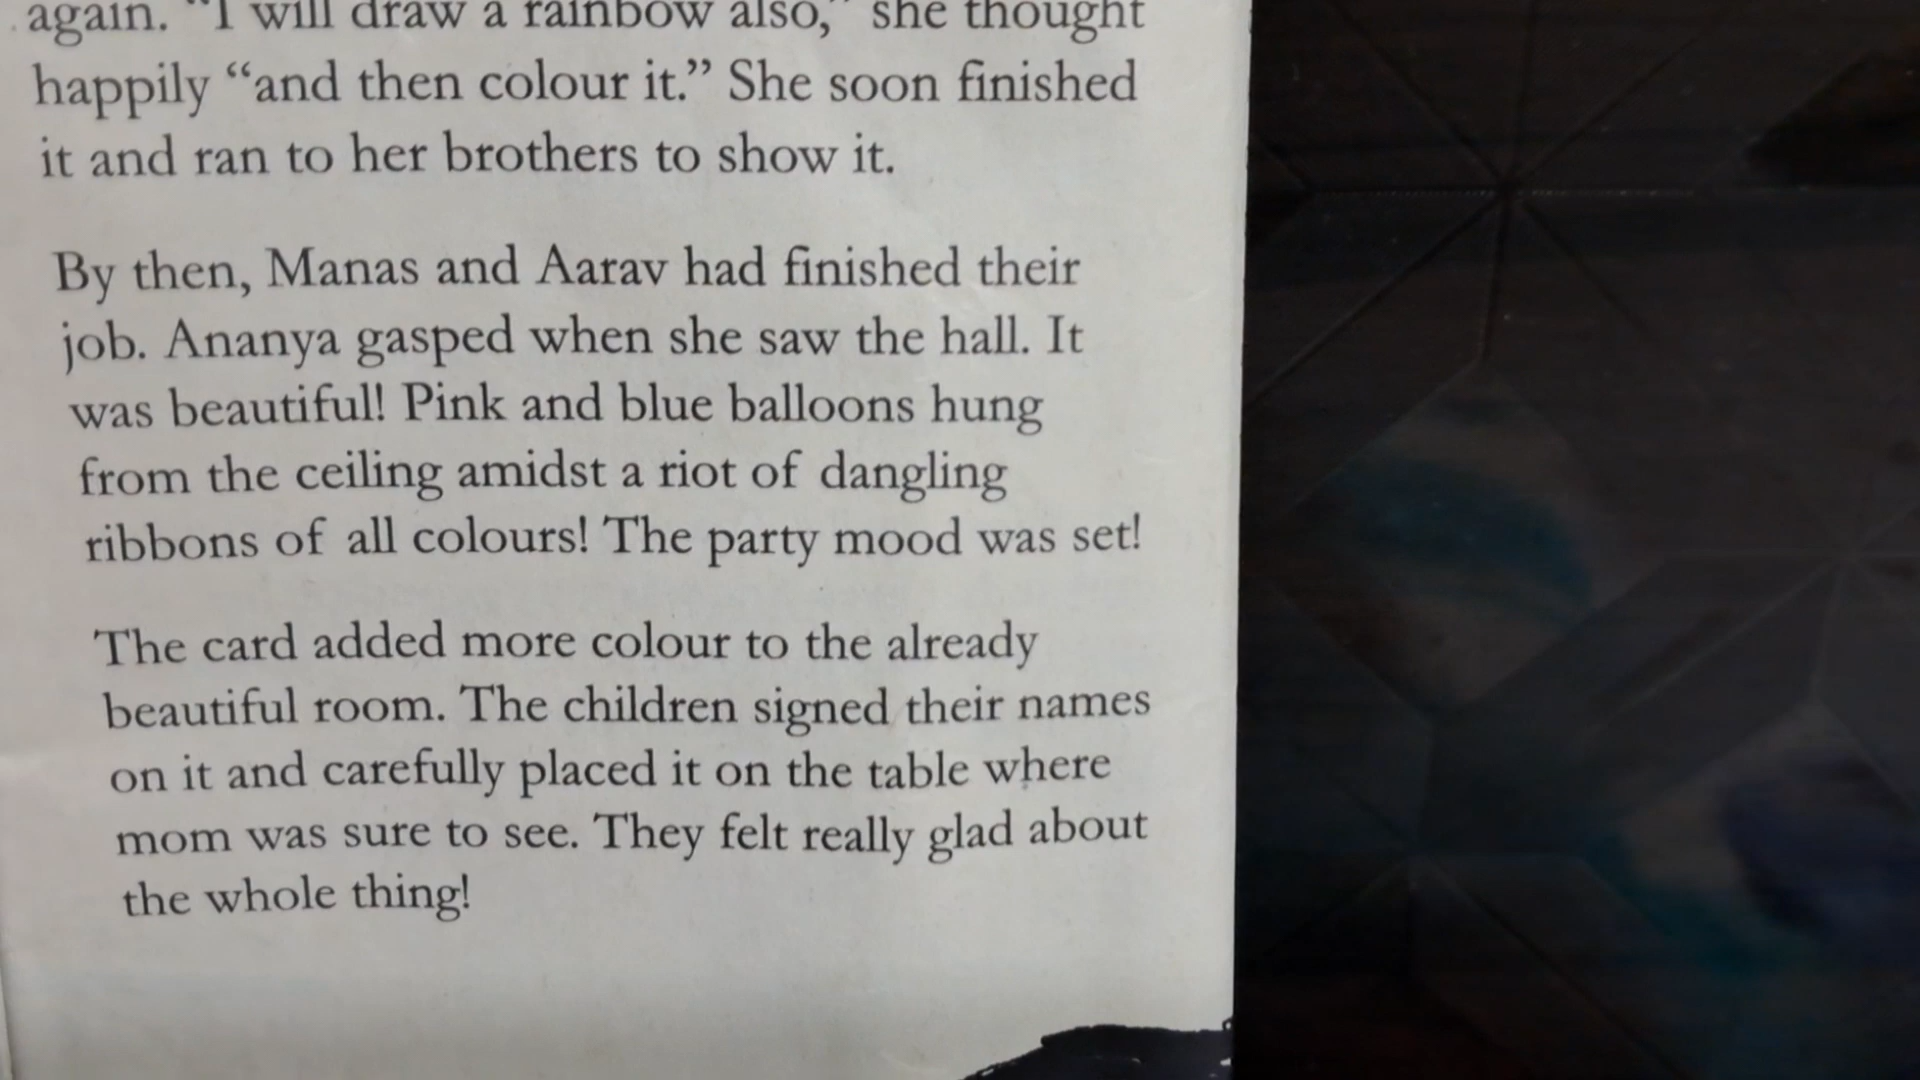 again. "I will draw a rainbow also," she thought
happily “and then colour it.” She soon finished
it and ran to her brothers to show it.
By then, Manas and Aarav had finished their
job. Ananya gasped when she saw the hall. It
was beautiful! Pink and blue balloons hung
from the ceiling amidst a riot of dangling
ribbons of all colours! The party mood was set!
The card added more colour to the already
beautiful room. The children signed their names
on it and carefully placed it on the table where
mom was sure to see. They felt really glad about
the whole thing!